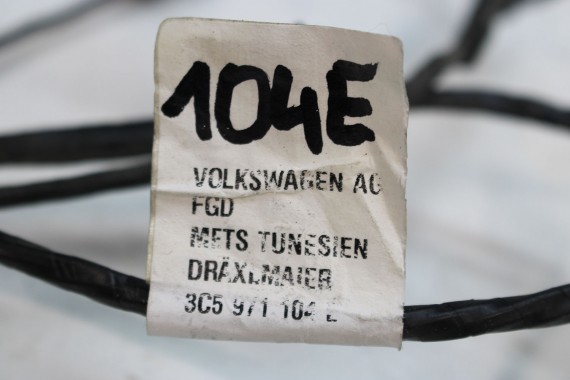 104E
VOLKSWAGEN AG
FGD
METS TUNESIEN
DRÄXLMAIER
3C5 971 104 E